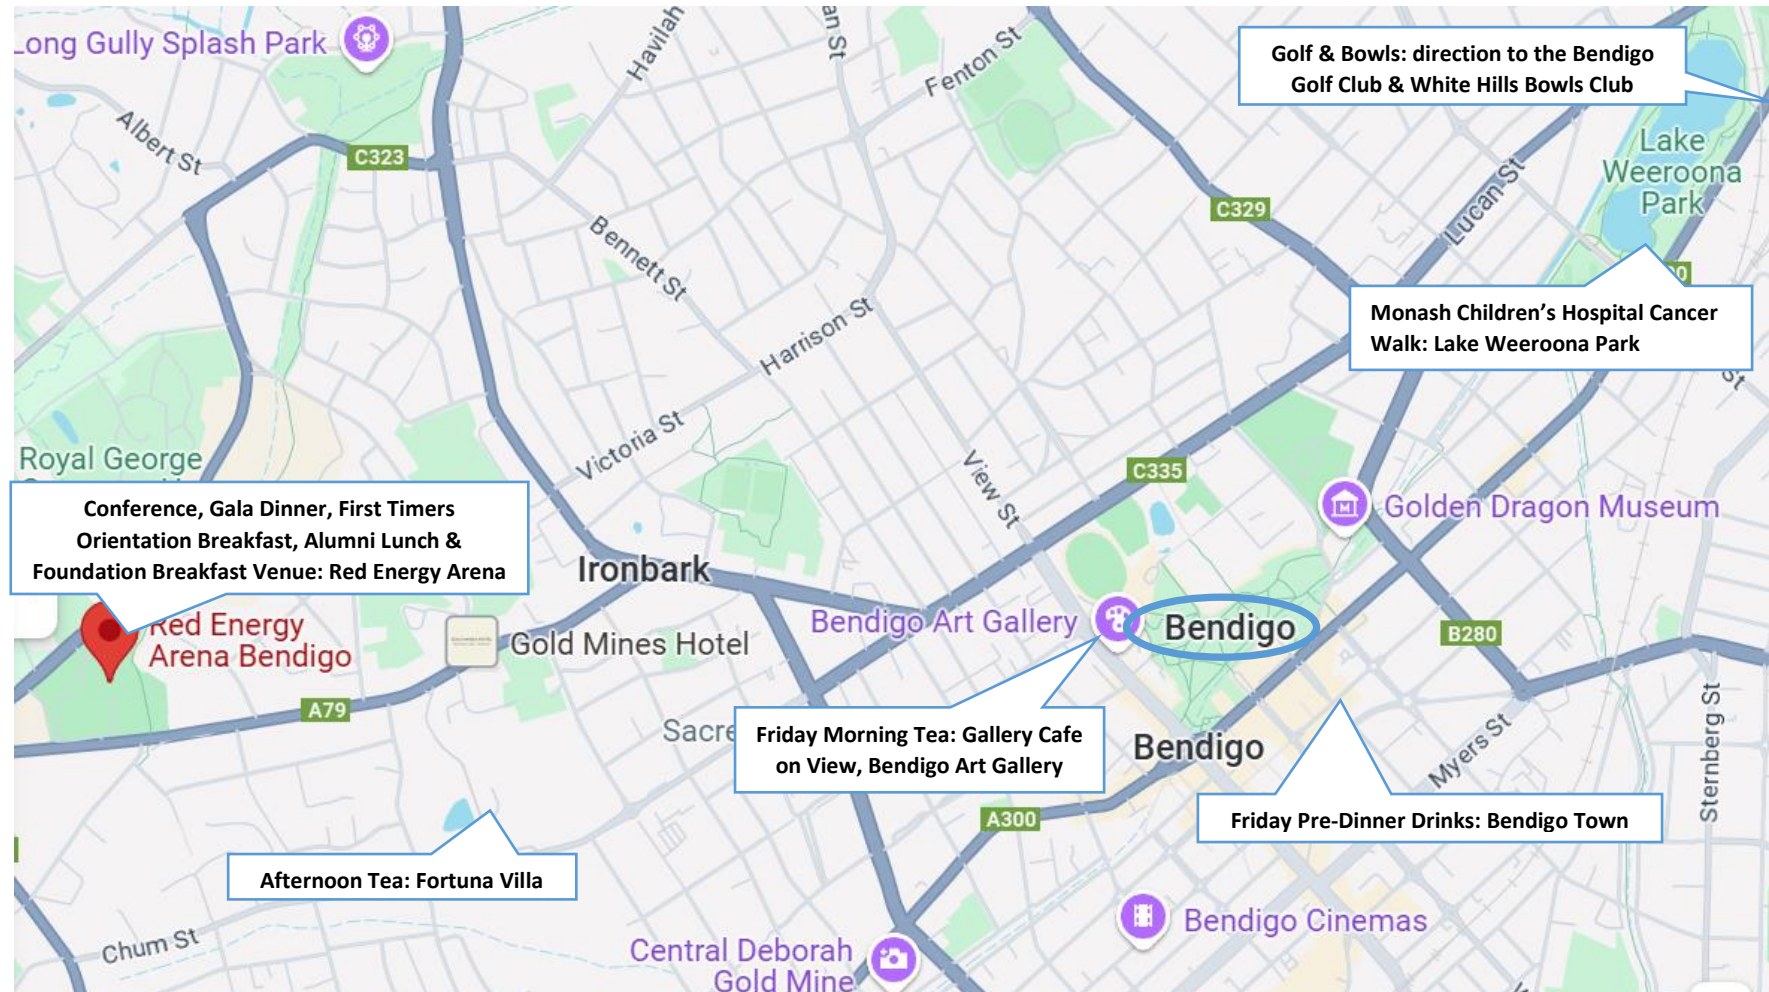 Long Gully Splash Park
Havilah
an St
Fenton St
Golf & Bowls: direction to the Bendigo
Golf Club & White Hills Bowls Club
Albert St
C323
Lake
Weeroona
Park
C329
Lucan St
Bennett St
Harrison St
Monash Children’s Hospital Cancer
Walk: Lake Weeroona Park
St
Victoria St
View St
C335
Royal George
Golden Dragon Museum
Conference, Gala Dinner, First Timers
Orientation Breakfast, Alumni Lunch &
Foundation Breakfast Venue: Red Energy Arena
Ironbark
Red Energy
Arena Bendigo
Gold Mines Hotel
Bendigo Art Gallery
Bendigo
B280
A79
Sacre
Friday Morning Tea: Gallery Cafe
on View, Bendigo Art Gallery
Bendigo
Myers St
Sternberg St
A300
Friday Pre-Dinner Drinks: Bendigo Town
Afternoon Tea: Fortuna Villa
Chum St
Central Deborah
Gold Mine
Bendigo Cinemas